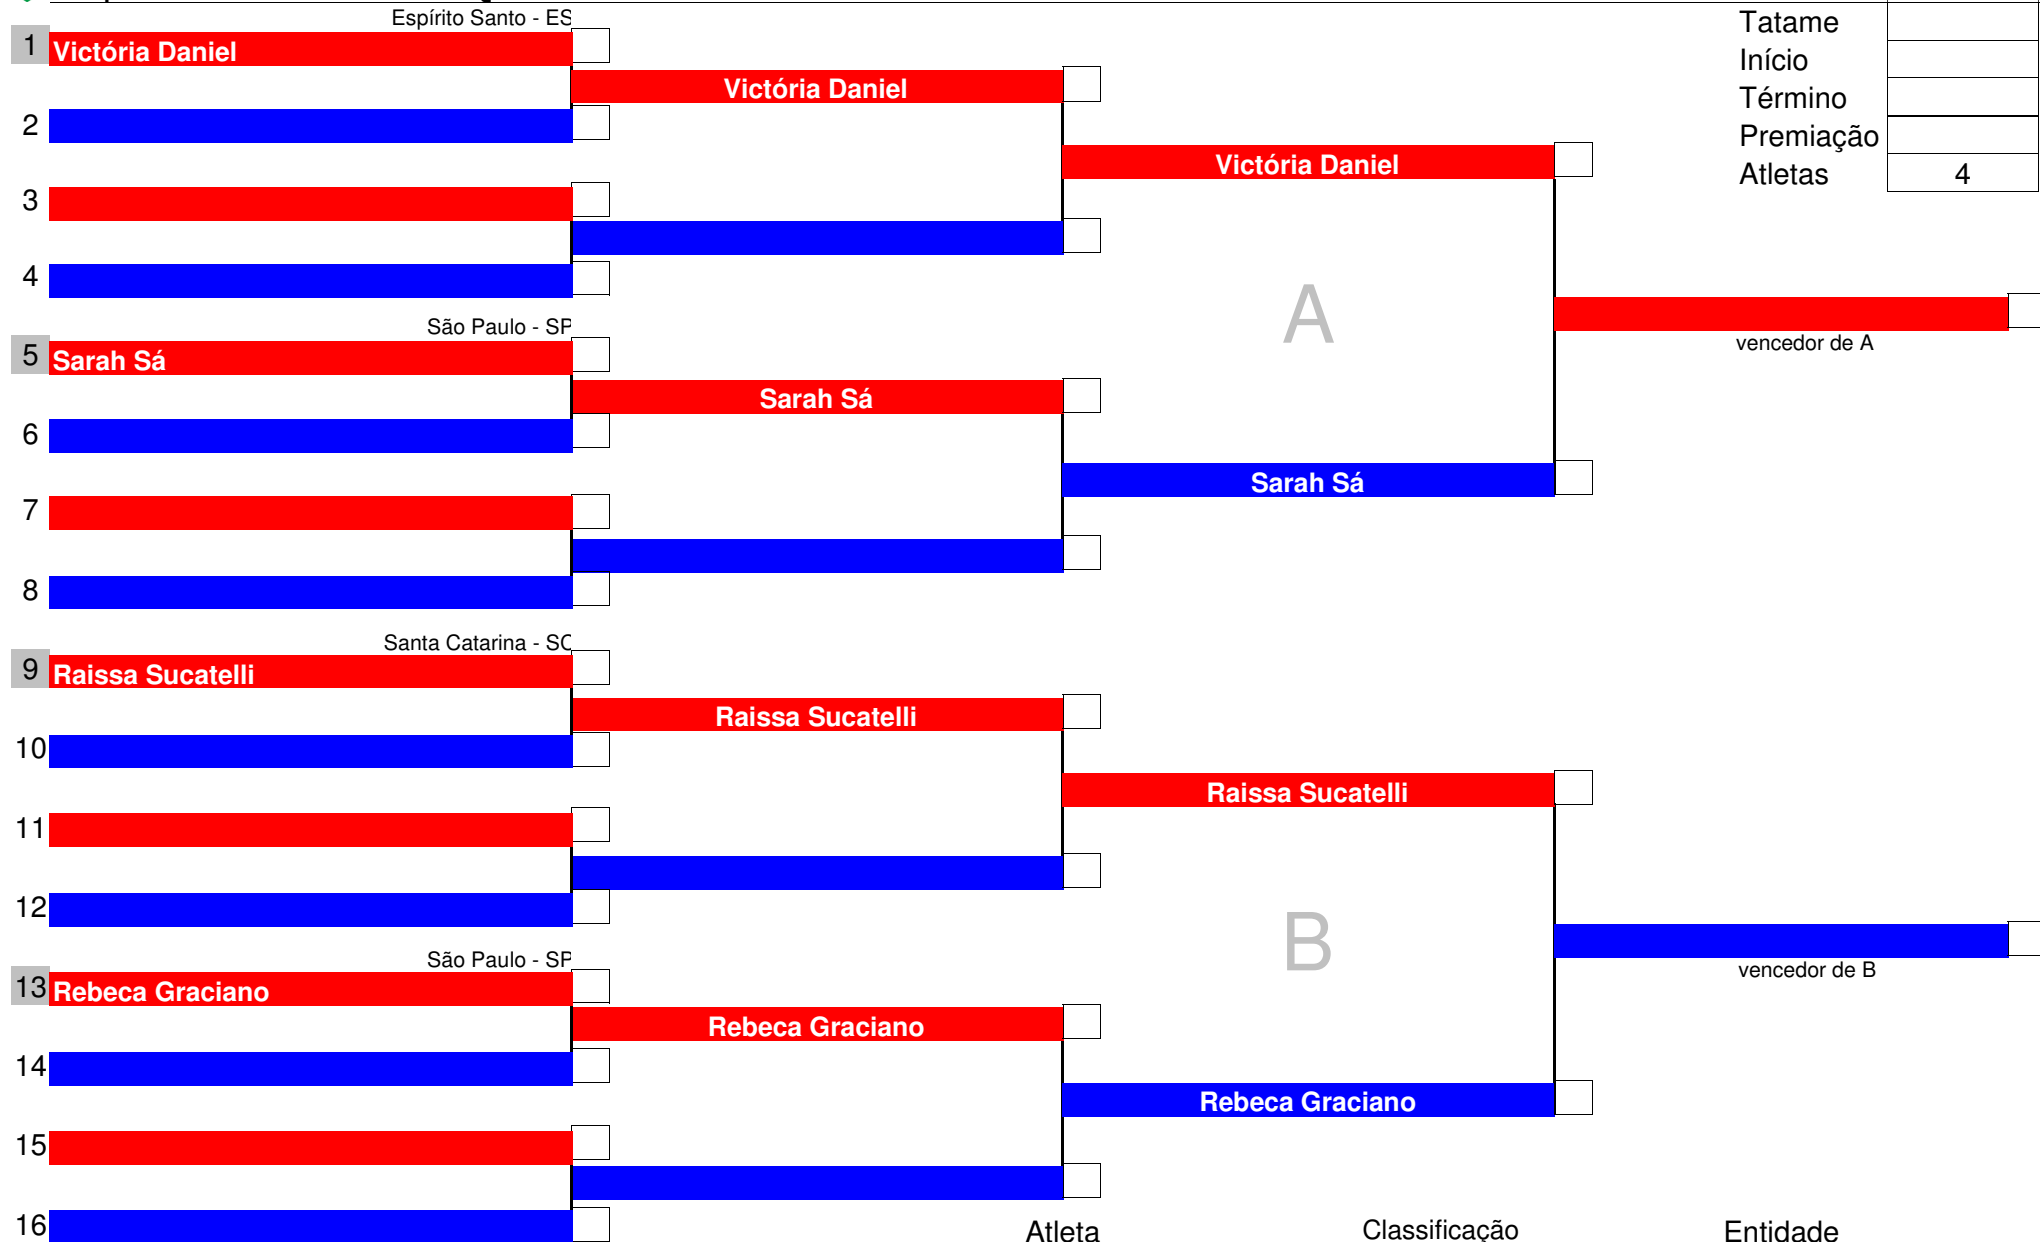 Espírito Santo - ES
1 Victória Daniel
Victória Daniel
2
Victória Daniel
3
4
São Paulo - SP
5 Sarah Sá
Sarah Sá
6
Sarah Sá
7
8
A
vencedor de A
Santa Catarina - SC
9 Raissa Sucatelli
Raissa Sucatelli
10
Raissa Sucatelli
11
12
B
vencedor de B
São Paulo - SP
13 Rebeca Graciano
Rebeca Graciano
14
Rebeca Graciano
15
16
Tatame
Início
Término
Premiação
Atletas 4
Atleta Classificação Entidade